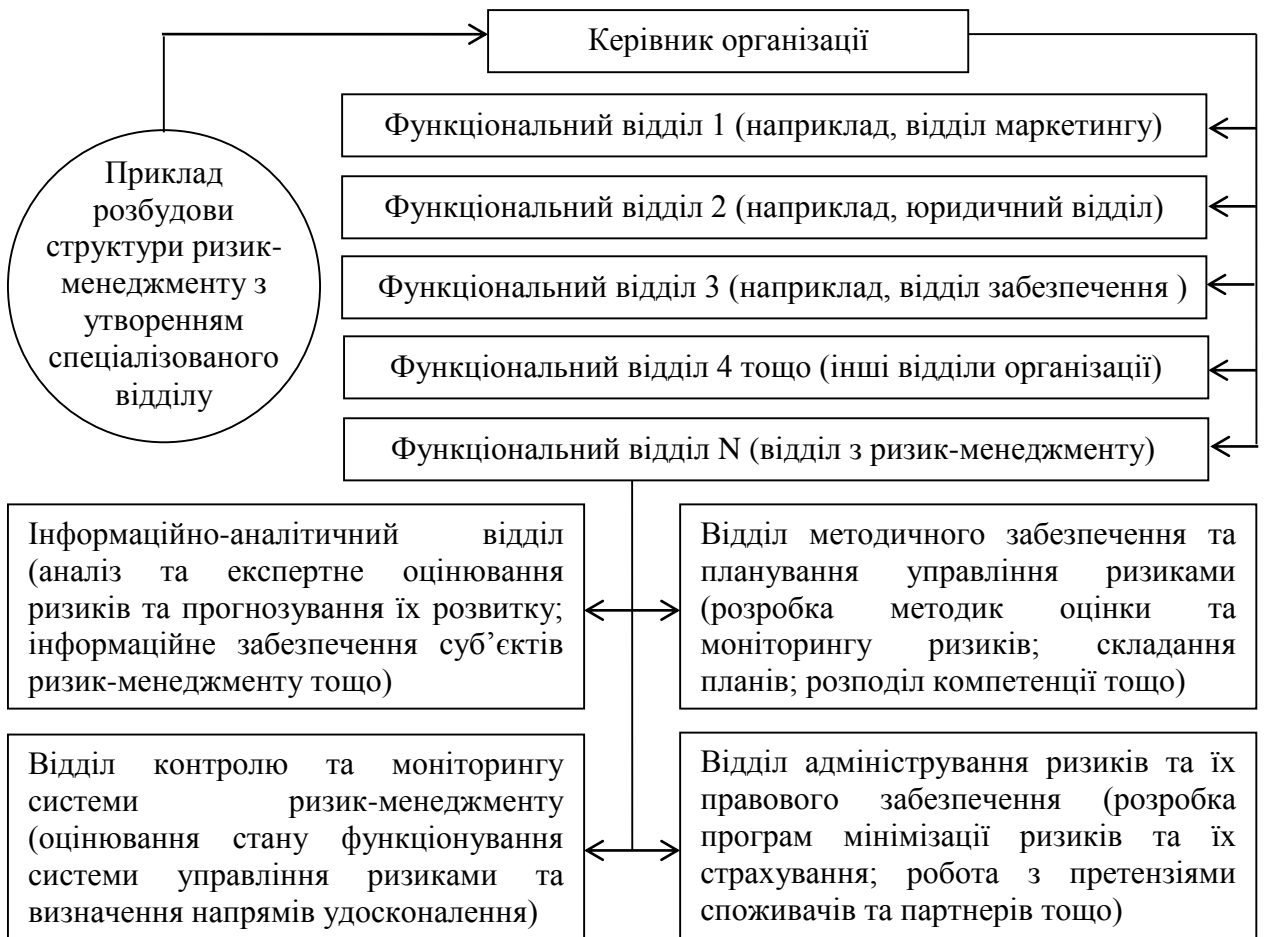 Керівник організації
Функціональний відділ 1 (наприклад, відділ маркетингу)
Приклад
розбудови
структури ризик-
менеджменту з
утворенням
спеціалізованого
відділу
Функціональний відділ 2 (наприклад, юридичний відділ)
Функціональний відділ 3 (наприклад, відділ забезпечення )
Функціональний відділ 4 тощо (інші відділи організації)
Функціональний відділ N (відділ з ризик-менеджменту)
Інформаційно-аналітичний відділ
(аналіз та експертне оцінювання
ризиків та прогнозування їх розвитку;
інформаційне забезпечення суб’єктів
ризик-менеджменту тощо)
Відділ методичного забезпечення та
планування управління ризиками
(розробка методик оцінки та
моніторингу ризиків; складання
планів; розподіл компетенції тощо)
Відділ контролю та моніторингу
системи ризик-менеджменту
(оцінювання стану функціонування
системи управління ризиками та
визначення напрямів удосконалення)
Відділ адміністрування ризиків та їх
правового забезпечення (розробка
програм мінімізації ризиків та їх
страхування; робота з претензіями
споживачів та партнерів тощо)